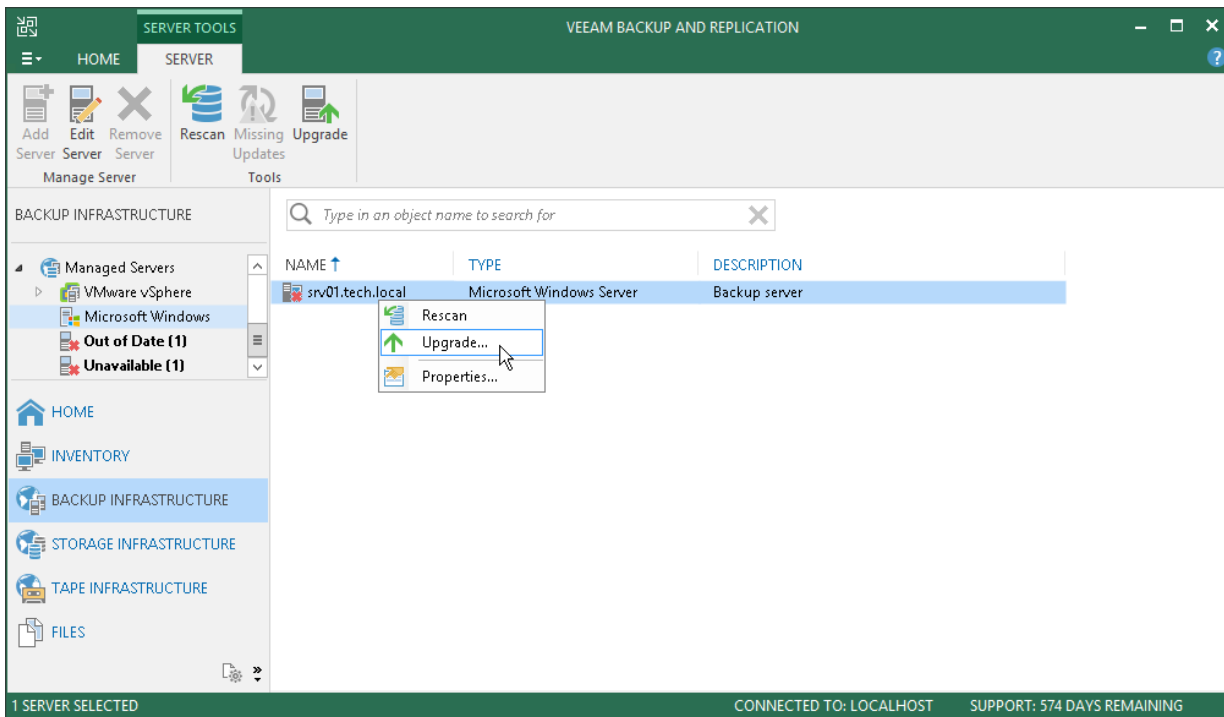 SERVER TOOLS
VEEAM BACKUP AND REPLICATION
HOME SERVER
Add Server
Edit Server
Remove Server
Rescan
Missing Updates
Upgrade
Manage Server
Tools
BACKUP INFRASTRUCTURE
Type in an object name to search for
Managed Servers
VMware vSphere
Microsoft Windows
Out of Date (1)
Unavailable (1)
NAME TYPE DESCRIPTION
srv01.tech.local Microsoft Windows Server Backup server
Rescan
Upgrade...
Properties...
HOME
INVENTORY
BACKUP INFRASTRUCTURE
STORAGE INFRASTRUCTURE
TAPE INFRASTRUCTURE
FILES
1 SERVER SELECTED
CONNECTED TO: LOCALHOST
SUPPORT: 574 DAYS REMAINING